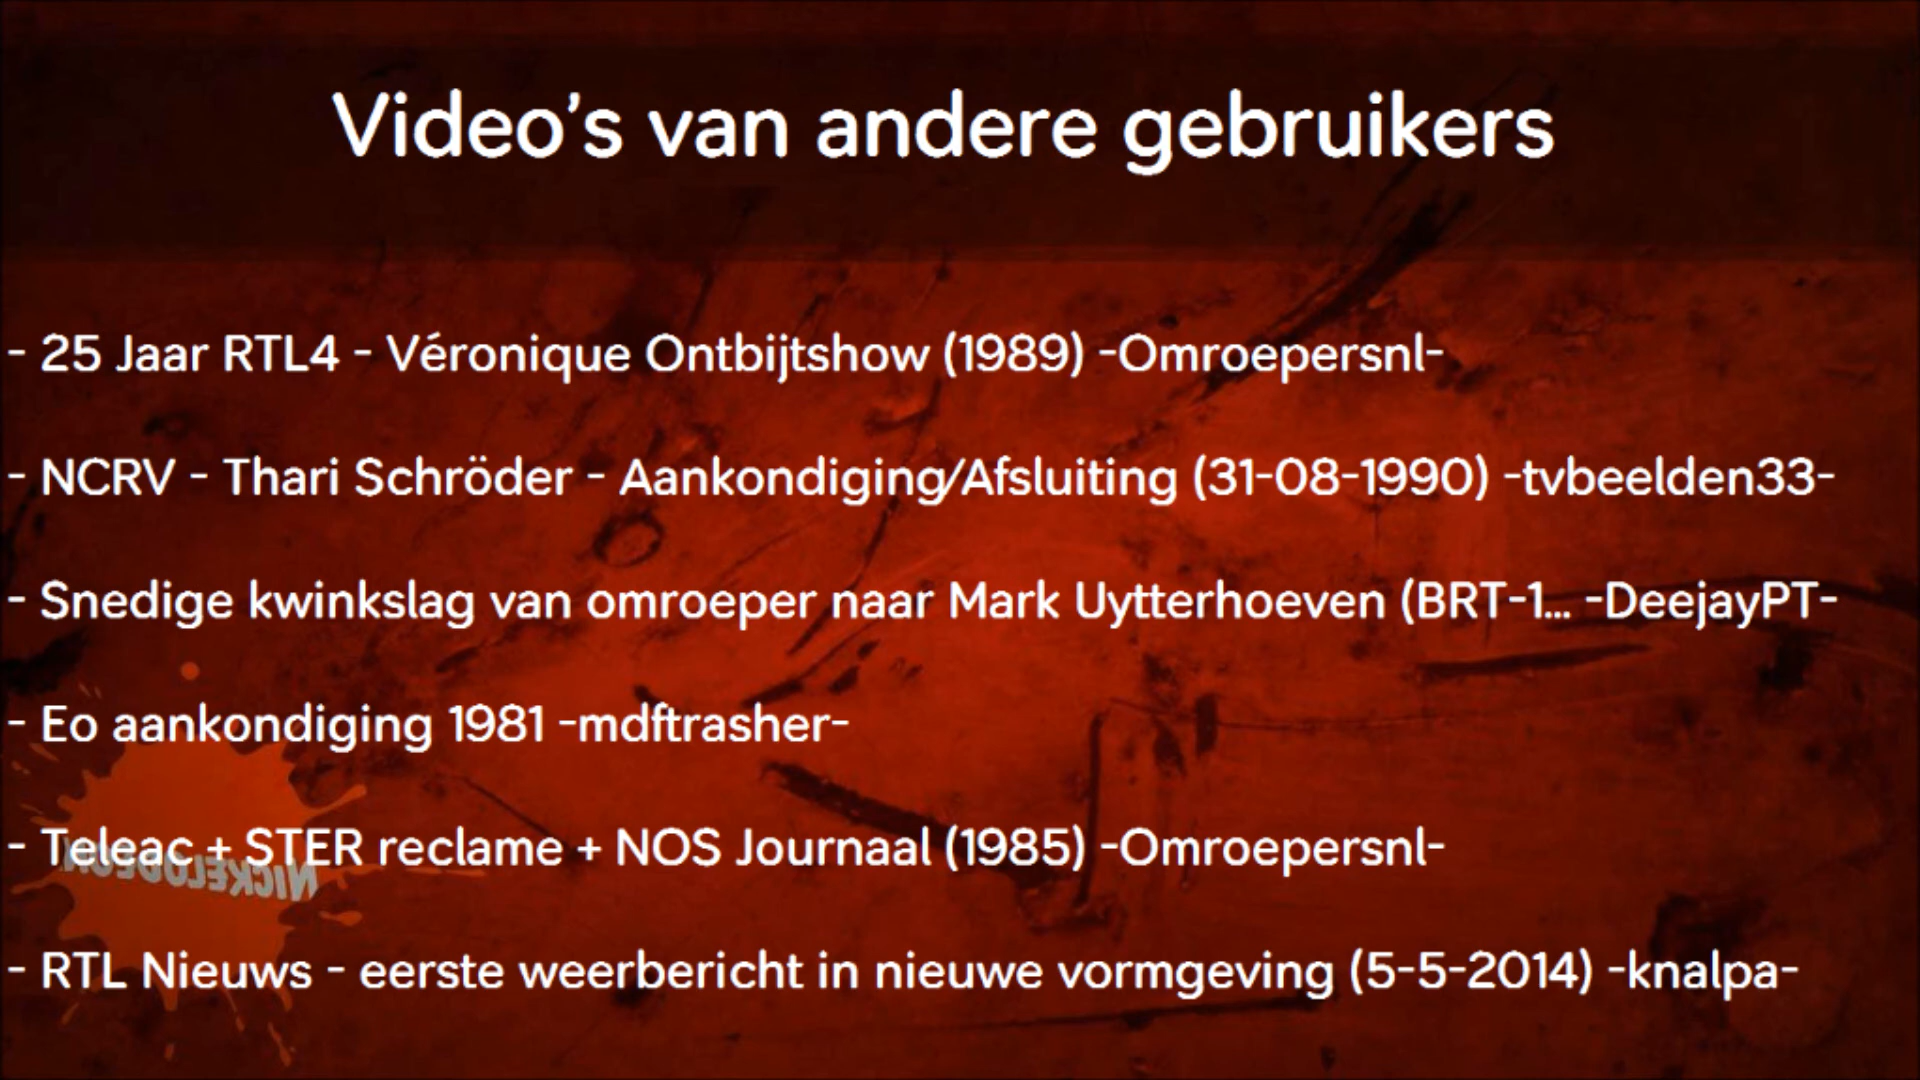 Video's van andere gebruikers
- 25 Jaar RTL4 - Véronique Ontbijtshow (1989) -Omroepersnl-
- NCRV - Thari Schröder - Aankondiging/Afsluiting (31-08-1990) -tvbeelden33-
- Snedige kwinkslag van omroeper naar Mark Uytterhoeven (BRT-1... -DeejayPT-
- Eo aankondiging 1981 -mdftrasher-
- Teleac + STER reclame + NOS Journaal (1985) -Omroepersnl-
NICKELODEON
- RTL Nieuws - eerste weerbericht in nieuwe vormgeving (5-5-2014) -knalpa-